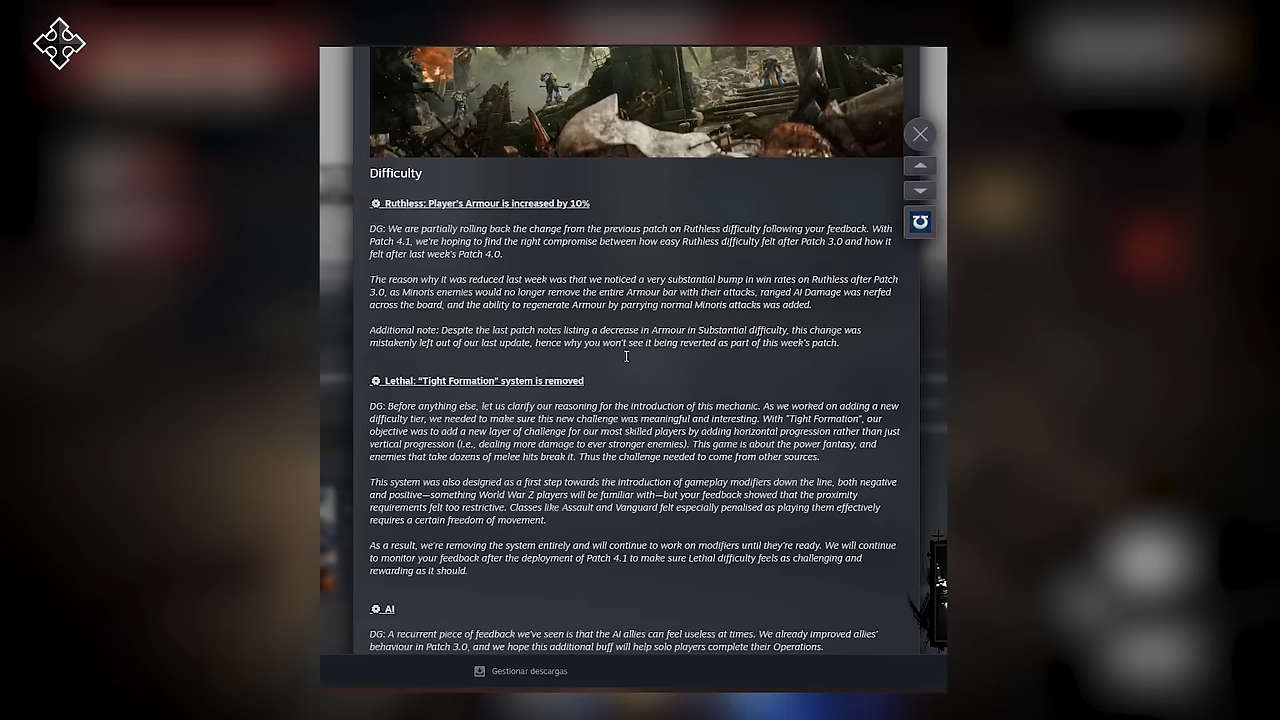 Difficulty
Ruthless: Player's Armour is increased by 10%
DG: We are partially rolling back the change from the previous patch on Ruthless difficulty following your feedback. With
Patch 4.1, we're hoping to find the right compromise between how easy Ruthless difficulty felt after Patch 3.0 and how it
felt after last week's Patch 4.0.
The reason why it was reduced last week was that we noticed a very substantial bump in win rates on Ruthless after Patch
3.0, as Minoris enemies would no longer remove the entire Armour bar with their attacks, ranged AI Damage was nerfed
across the board, and the ability to regenerate Armour by parrying normal Minoris attacks was added.
Additional note: Despite the last patch notes listing a decrease in Armour in Substantial difficulty, this change was
mistakenly left out of our last update, hence why you won't see it being reverted as part of this week's patch.
Lethal: "Tight Formation" system is removed
DG: Before anything else, let us clarify our reasoning for the introduction of this mechanic. As we worked on adding a new
difficulty tier, we needed to make sure this new challenge was meaningful and interesting. With "Tight Formation", our
objective was to add a new layer of challenge for our most skilled players by adding horizontal progression rather than just
vertical progression (i.e., dealing more damage to ever stronger enemies). This game is about the power fantasy, and
enemies that take dozens of melee hits break it. Thus the challenge needed to come from other sources.
This system was also designed as a first step towards the introduction of gameplay modifiers down the line, both negative
and positive—something World War Z players will be familiar with—but your feedback showed that the proximity
requirements felt too restrictive. Classes like Assault and Vanguard felt especially penalised as playing them effectively
requires a certain freedom of movement.
As a result, we're removing the system entirely and will continue to work on modifiers until they're ready. We will continue
to monitor your feedback after the deployment of Patch 4.1 to make sure Lethal difficulty feels as challenging and
rewarding as it should.
AI
DG: A recurrent piece of feedback we've seen is that the AI allies can feel useless at times. We already improved allies'
behaviour in Patch 3.0, and we hope this additional buff will help solo players complete their Operations.
Gestionar descargas